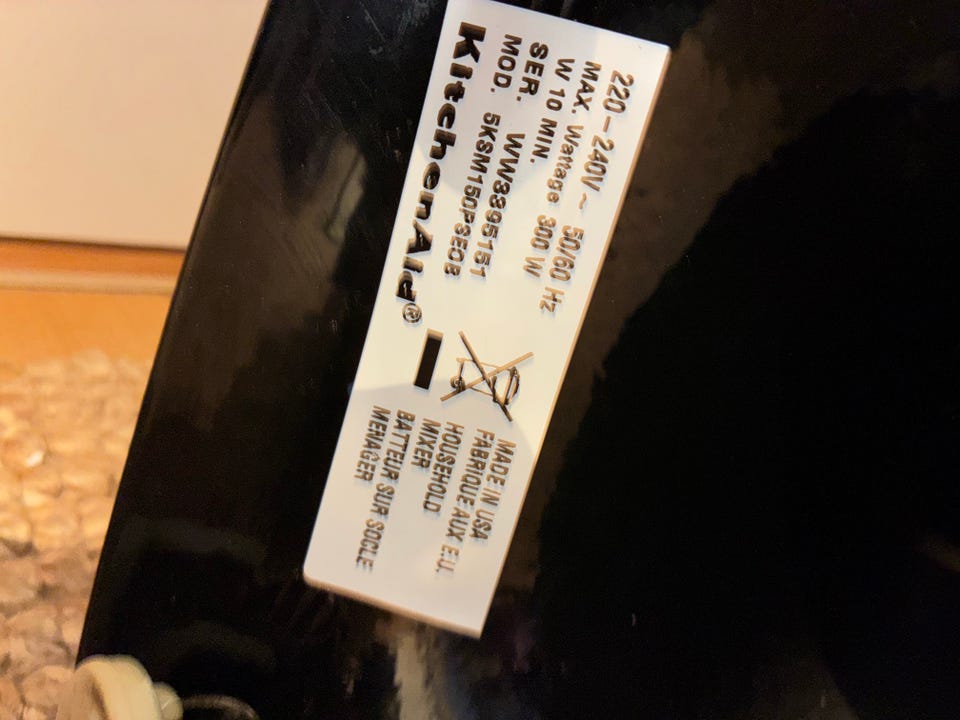 KitchenAid®
MOD. 5KSM150PSEOB
SER. WW3395151
W 10 MIN. 300 W
MAX. Wattage
220-240V ~ 50/60 Hz
MADE IN USA
FABRIQUE AUX E.U.
HOUSEHOLD
MIXER
BATTEUR SUR SOCLE
MENAGER